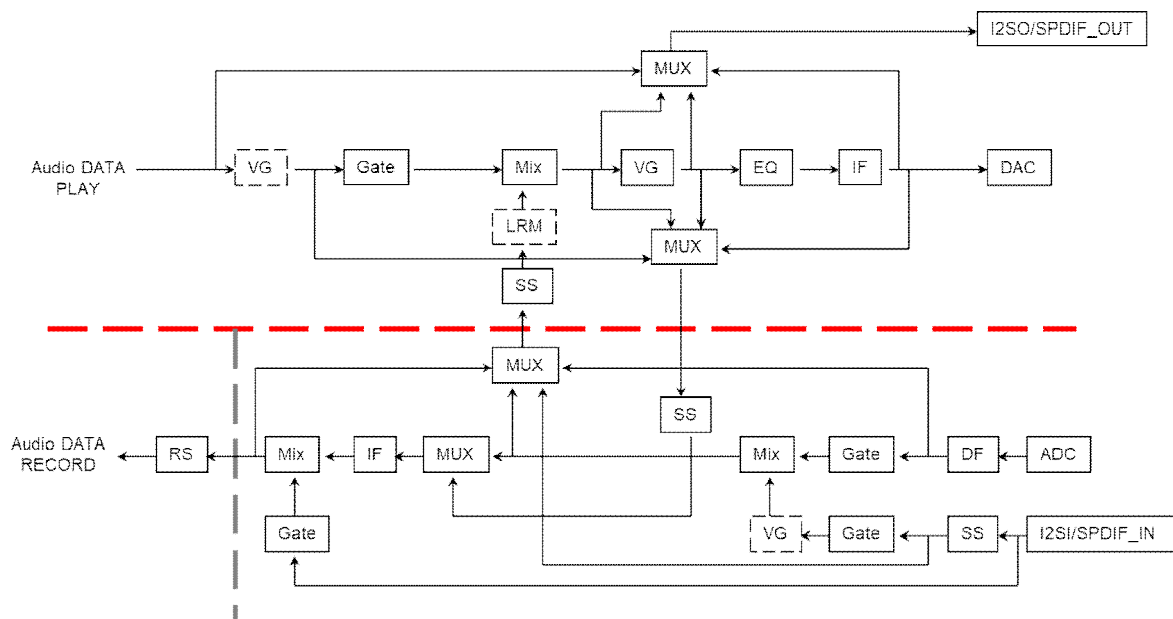 I2SO/SPDIF_OUT
MUX
Audio DATA
PLAY
VG
Gate
Mix
VG
EQ
IF
DAC
LRM
MUX
SS
MUX
SS
Audio DATA
RECORD
RS
Mix
IF
MUX
Mix
Gate
DF
ADC
Gate
VG
Gate
SS
I2SI/SPDIF_IN